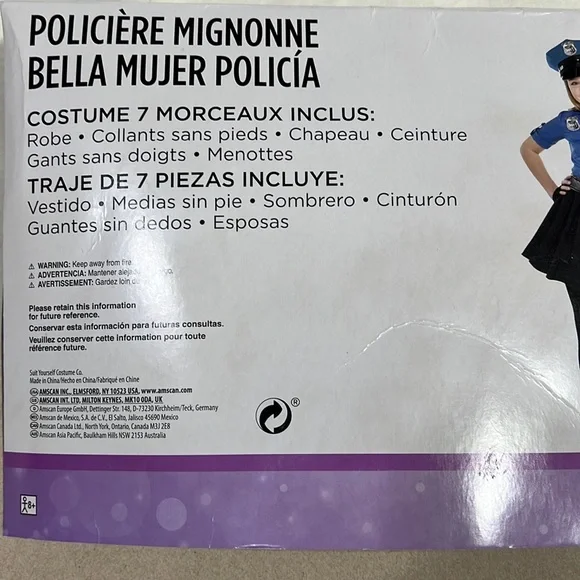 POLICIÈRE MIGNONNE
BELLA MUJER POLICÍA
COSTUME 7 MORCEAUX INCLUS:
Robe • Collants sans pieds • Chapeau • Ceinture
Gants sans doigts • Menottes
TRAJE DE 7 PIEZAS INCLUYE:
Vestido • Medias sin pie • Sombrero • Cinturón
Guantes sin dedos • Esposas
⚠ WARNING: Keep away from fire
⚠ ADVERTENCIA: Mantener
⚠ AVERTISSEMENT: Gardez loin
Please retain this information
for future reference.
Conservar esta información para futuras consultas.
Veuillez conserver cette information pour toute
référence future.
Suit Yourself Costume Co.
Made in China/Hecho en China/Fabriqué en Chine
AMSCAN INC., ELMSFORD, NY 10523 USA, www.amscan.com
AMSCAN INT. LTD, MILTON KEYNES, MK10 0DA, UK
Amscan Europe GmbH, Dettinger Str. 148, D-73230 Kirchheim/Teck, Germany
Amscan de Mexico, S.A. de C.V., El Salto, Jalisco 45690 Mexico
Amscan Canada Ltd., North York, Ontario, Canada M3J 2E8
Amscan Asia Pacific, Baulkham Hills NSW 2153 Australia
®
8+